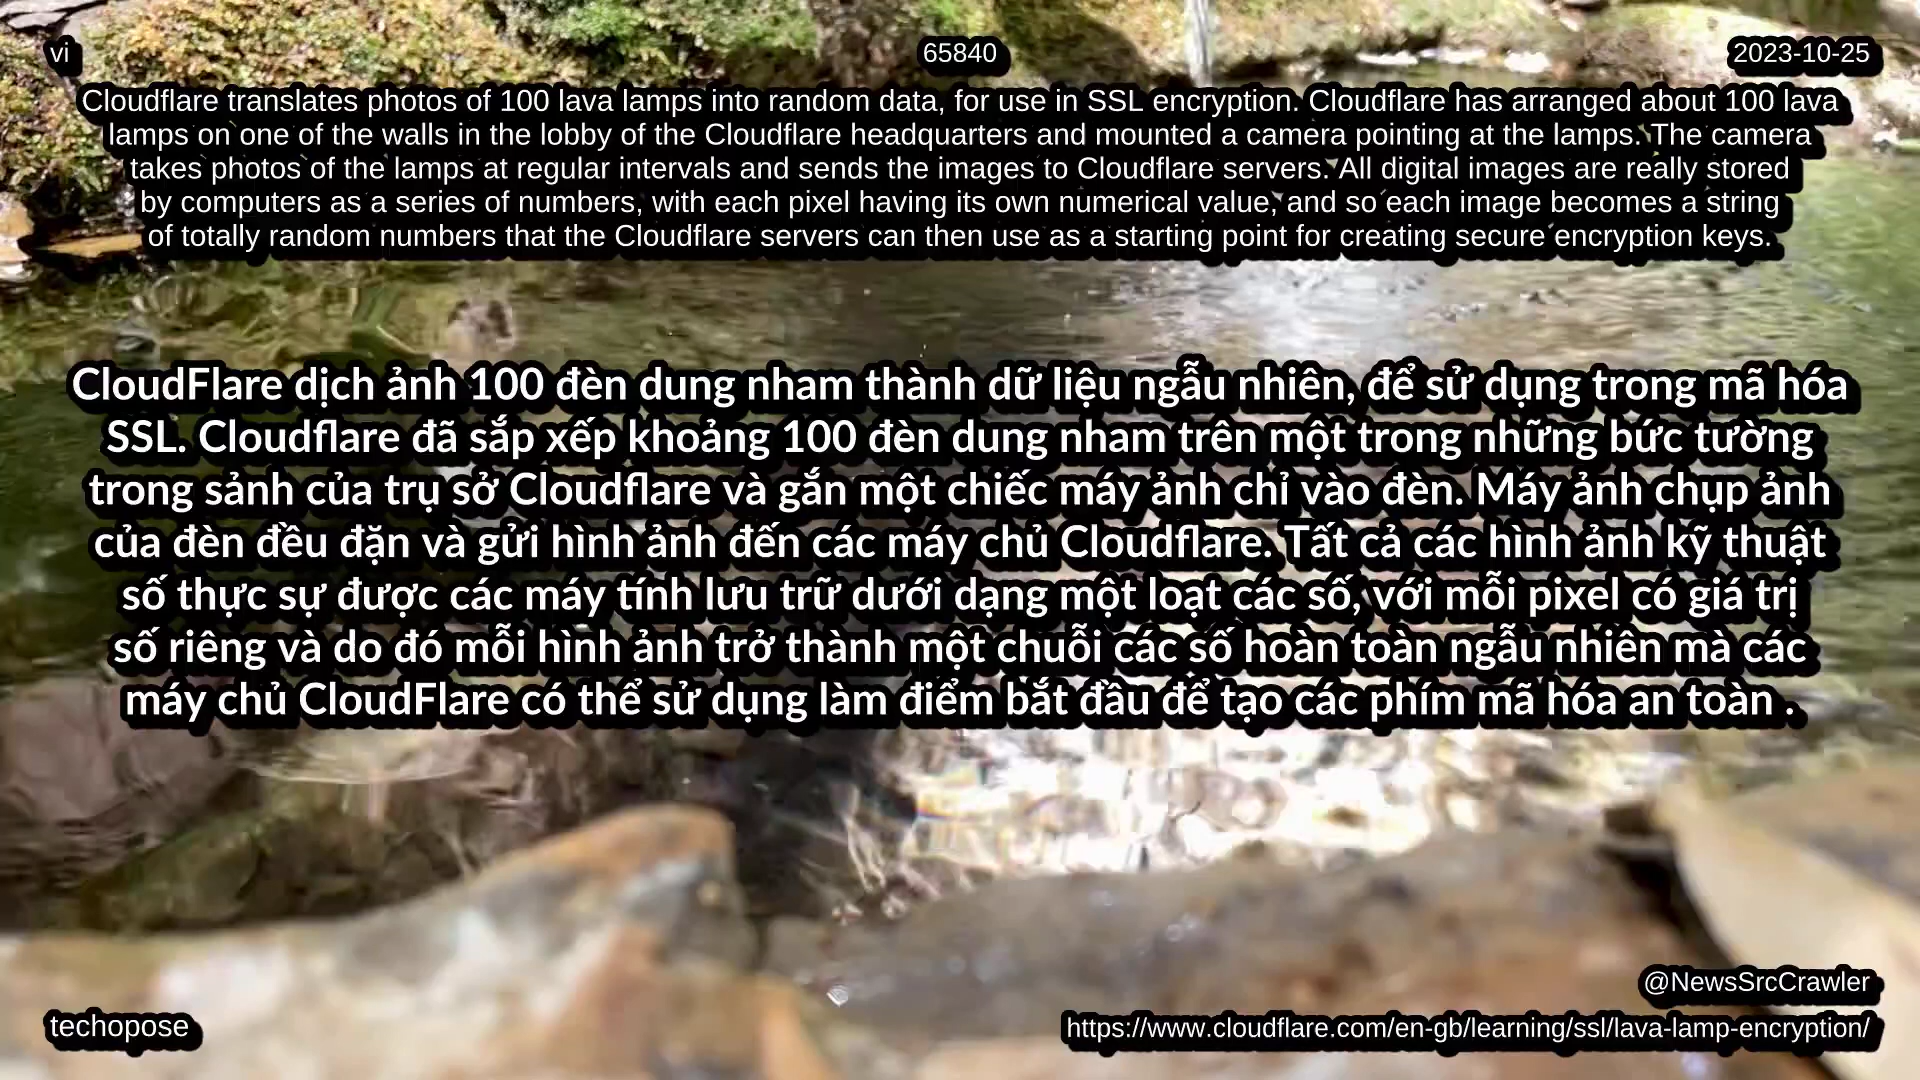 vi
65840
2023-10-25
Cloudflare translates photos of 100 lava lamps into random data, for use in SSL encryption. Cloudflare has arranged about 100 lava
lamps on one of the walls in the lobby of the Cloudflare headquarters and mounted a camera pointing at the lamps. The camera
takes photos of the lamps at regular intervals and sends the images to Cloudflare servers. All digital images are really stored
by computers as a series of numbers, with each pixel having its own numerical value, and so each image becomes a string
of totally random numbers that the Cloudflare servers can then use as a starting point for creating secure encryption keys.
CloudFlare dịch ảnh 100 đèn dung nham thành dữ liệu ngẫu nhiên, để sử dụng trong mã hóa
SSL. Cloudflare đã sắp xếp khoảng 100 đèn dung nham trên một trong những bức tường
trong sảnh của trụ sở Cloudflare và gắn một chiếc máy ảnh chỉ vào đèn. Máy ảnh chụp ảnh
của đèn đều đặn và gửi hình ảnh đến các máy chủ Cloudflare. Tất cả các hình ảnh kỹ thuật
số thực sự được các máy tính lưu trữ dưới dạng một loạt các số, với mỗi pixel có giá trị
số riêng và do đó mỗi hình ảnh trở thành một chuỗi các số hoàn toàn ngẫu nhiên mà các
máy chủ CloudFlare có thể sử dụng làm điểm bắt đầu để tạo các phím mã hóa an toàn .
@NewsSrcCrawler
techopose
https://www.cloudflare.com/en-gb/learning/ssl/lava-lamp-encryption/